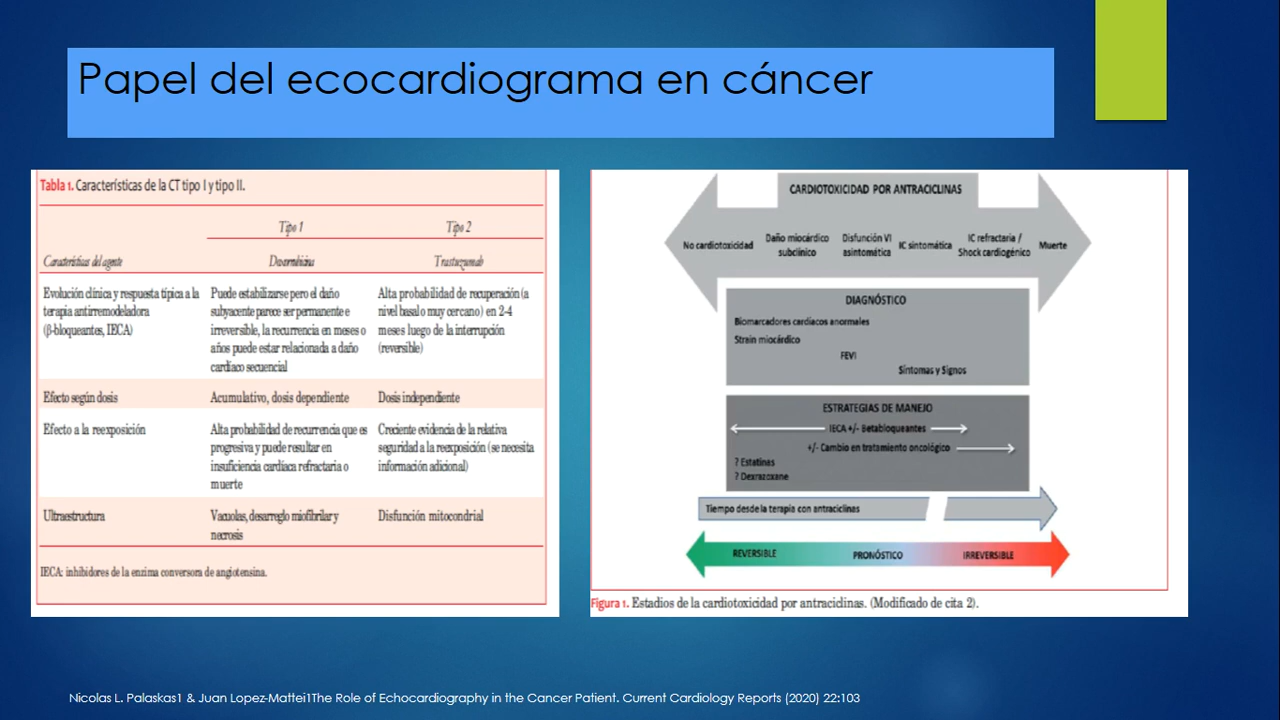 Papel del ecocardiograma en cáncer
Tabla 1. Características de la CT tipo I y tipo II.
Tipo 1 Tipo 2
Características del agente Doxorrubicina Trastuzumab
Evolución clínica y respuesta típica a la
terapia antirremodeladora
(β-bloqueantes, IECA)
Puede estabilizarse pero el daño
subyacente parece ser permanente e
irreversible, la recurrencia en meses o
años puede estar relacionada a daño
cardíaco secuencial
Alta probabilidad de recuperación (a
nivel basal o muy cercano) en 2-4
meses luego de la interrupción
(reversible)
Efecto según dosis Acumulativo, dosis dependiente Dosis independiente
Efecto a la reexposición
Alta probabilidad de recurrencia que es
progresiva y puede resultar en
insuficiencia cardíaca refractaria o
muerte
Creciente evidencia de la relativa
seguridad a la reexposición (se necesita
información adicional)
Ultraestructura
Vacuolas, desarreglo miofibrilar y
necrosis
Disfunción mitocondrial
IECA: inhibidores de la enzima conversora de angiotensina.
CARDIOTOXICIDAD POR ANTRACICLINAS
No cardiotoxicidad
Daño miocárdico
subclínico
Disfunción VI
asintomática
IC sintomática
IC refractaria /
Shock cardiogénico
Muerte
DIAGNÓSTICO
Biomarcadores cardíacos anormales
Strain miocárdico
FEVI
Síntomas y Signos
ESTRATEGIAS DE MANEJO
IECA +/- Betabloqueantes
+/- Cambio en tratamiento oncológico
? Estatinas
? Dexrazoxane
Tiempo desde la terapia con antraciclinas
REVERSIBLE PRONÓSTICO IRREVERSIBLE
Figura 1. Estadios de la cardiotoxicidad por antraciclinas. (Modificado de cita 2).
Nicolas L. Palaskas1 & Juan Lopez-Mattei1The Role of Echocardiography in the Cancer Patient. Current Cardiology Reports (2020) 22:103